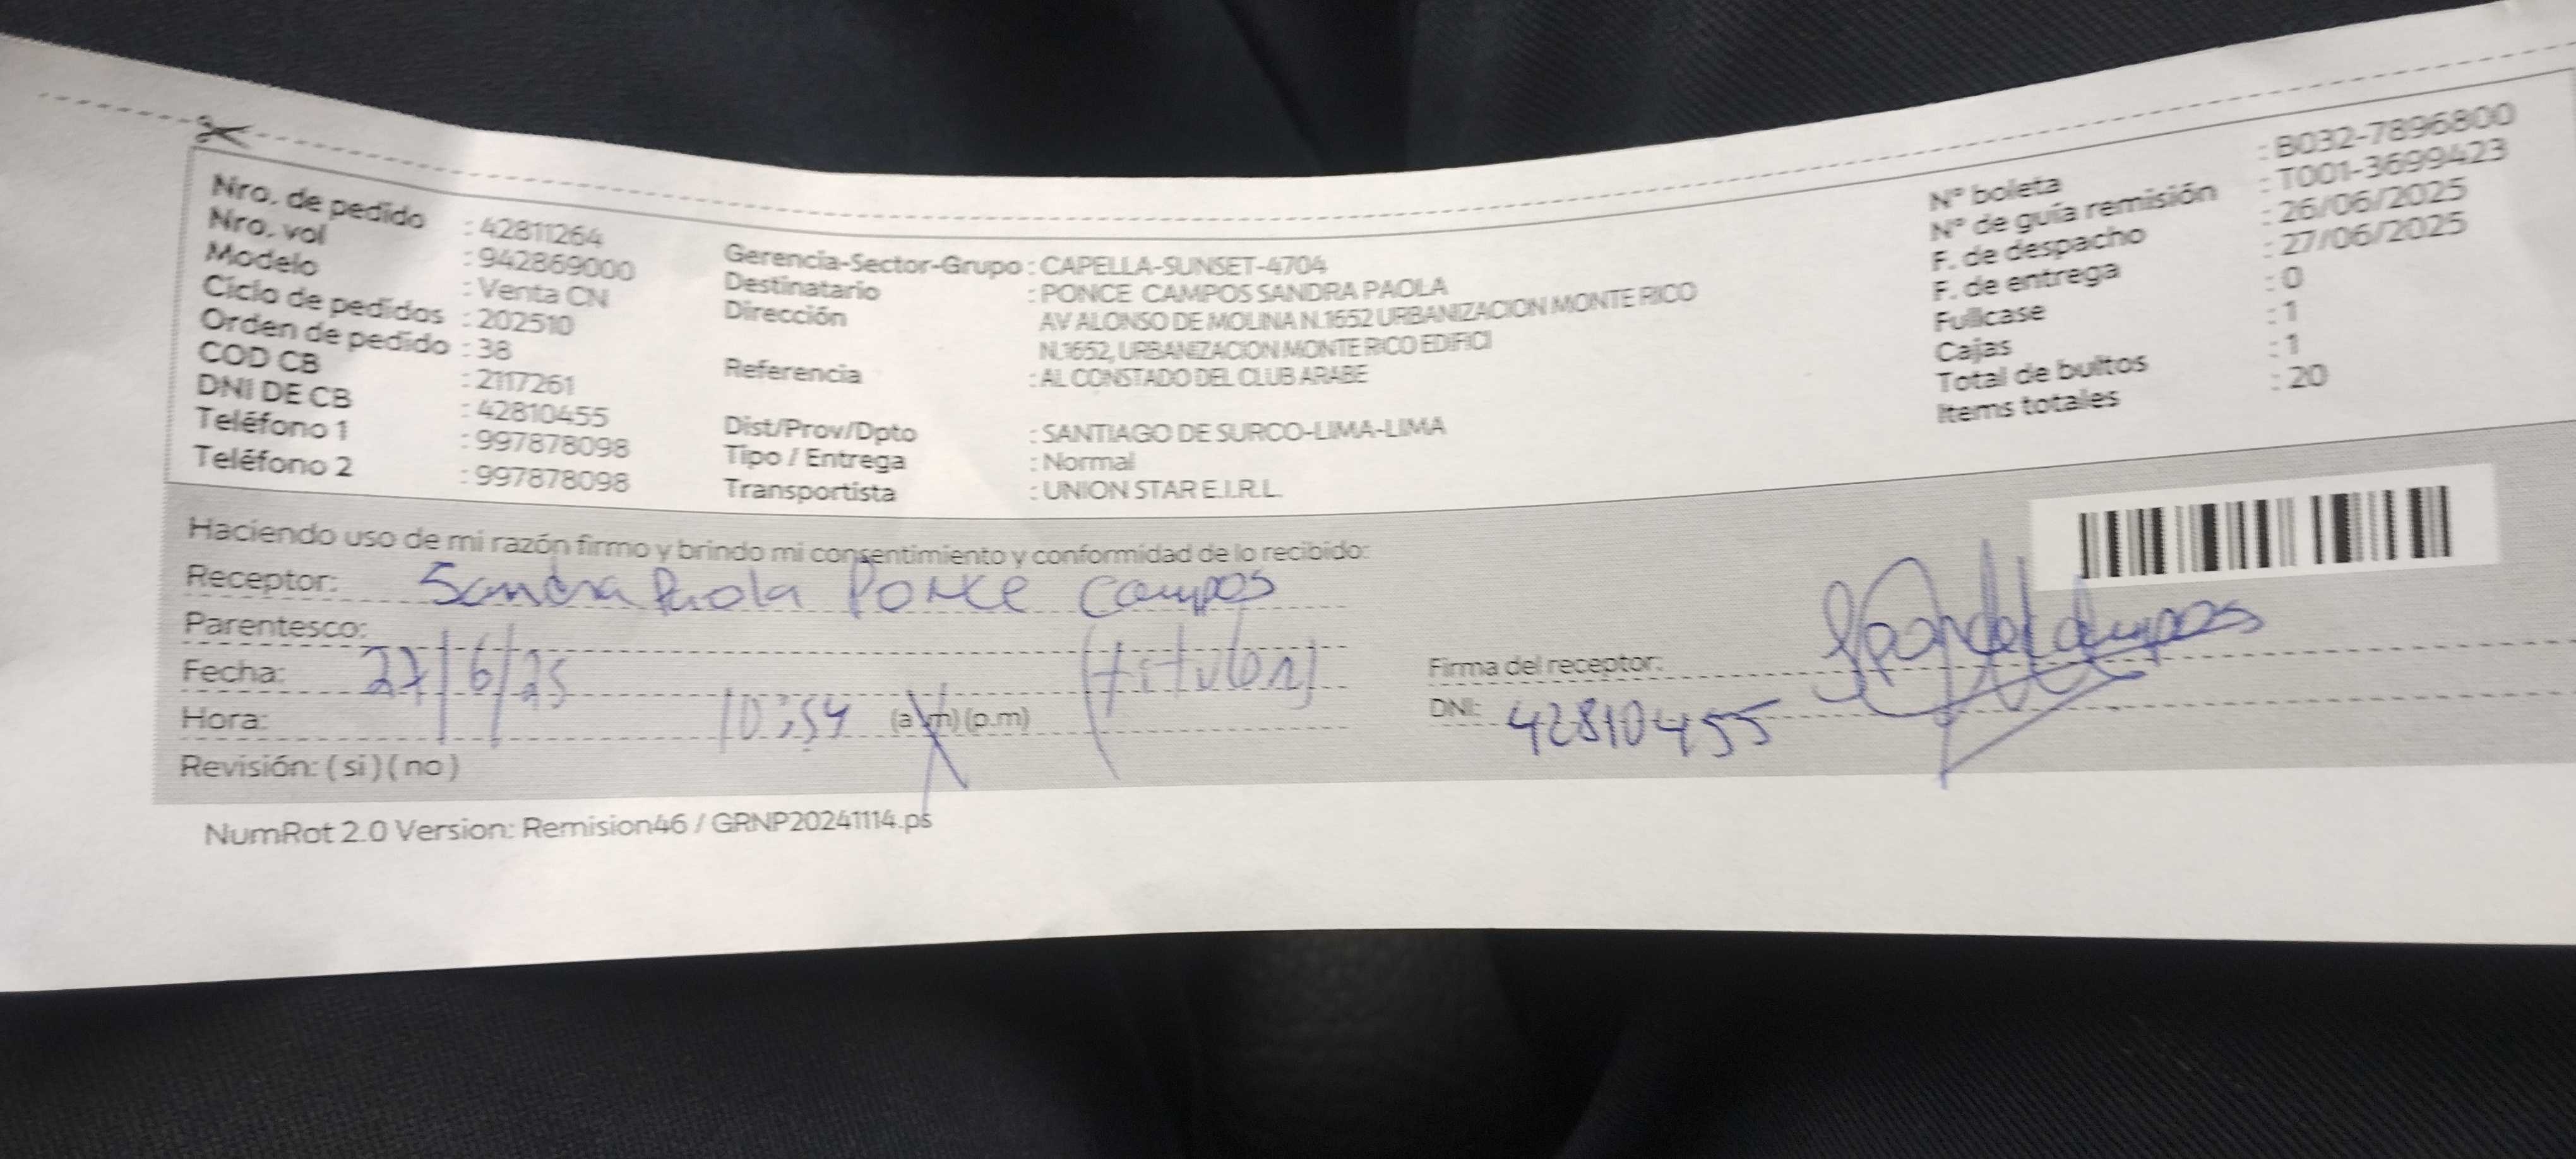 Nro. de pedido : 42811264
Nro. vol : 942869000
Modelo : Venta CN
Ciclo de pedidos : 202510
Orden de pedido : 38
COD CB : 2117261
DNI DE CB : 42810455
Teléfono 1 : 997878098
Teléfono 2 : 997878098
Gerencia-Sector-Grupo : CAPELLA-SUNSET-4704
Destinatario : PONCE CAMPOS SANDRA PAOLA
Dirección AV ALONSO DE MOLINA N.1652 URBANIZACION MONTE RICO
N.1652, URBANIZACION MONTE RICO EDIFICI
Referencia : AL CONSTADO DEL CLUB ARABE
Dist/Prov/Dpto : SANTIAGO DE SURCO-LIMA-LIMA
Tipo / Entrega : Normal
Transportista : UNION STAR E.I.R.L.
N° boleta : B032-7896800
N° de guía remisión : T001-3699423
F. de despacho : 26/06/2025
F. de entrega : 27/06/2025
Fullcase : 0
Cajas : 1
Total de bultos : 1
Items totales : 20
Haciendo uso de mi razón firmo y brindo mi consentimiento y conformidad de lo recibido:
Receptor: Sandra Paola Ponce Campos
Parentesco: (titular)
Fecha: 27/6/25
Hora: 10:54 (a.m) (p.m)
Revisión: ( si ) ( no )
Firma del receptor:
DNI: 42810455
NumRot 2.0 Version: Remision46 / GRNP20241114.ps